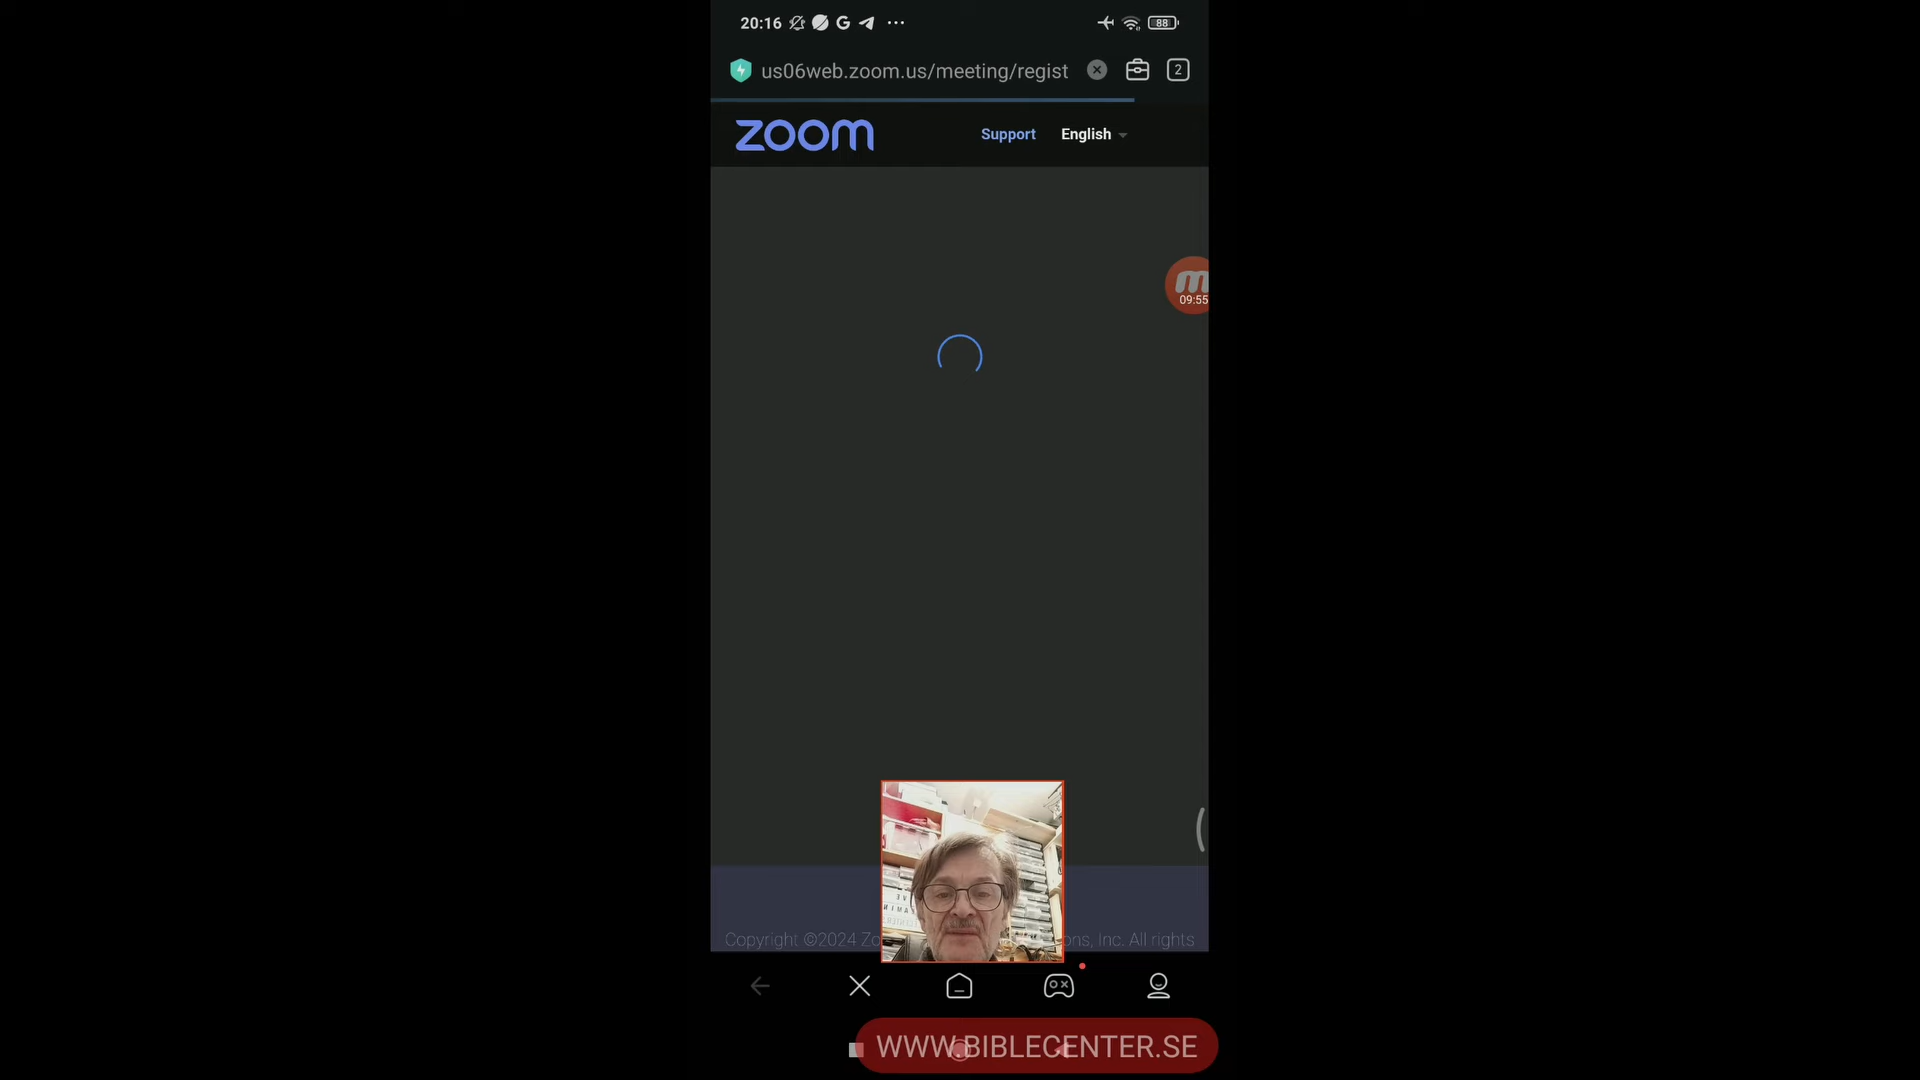 20:16 G ... 88
us06web.zoom.us/meeting/regist 2
zoom Support English
m
09:55
Copyright ©2024 Zo ons, Inc. All rights
WWW.BIBLECENTER.SE